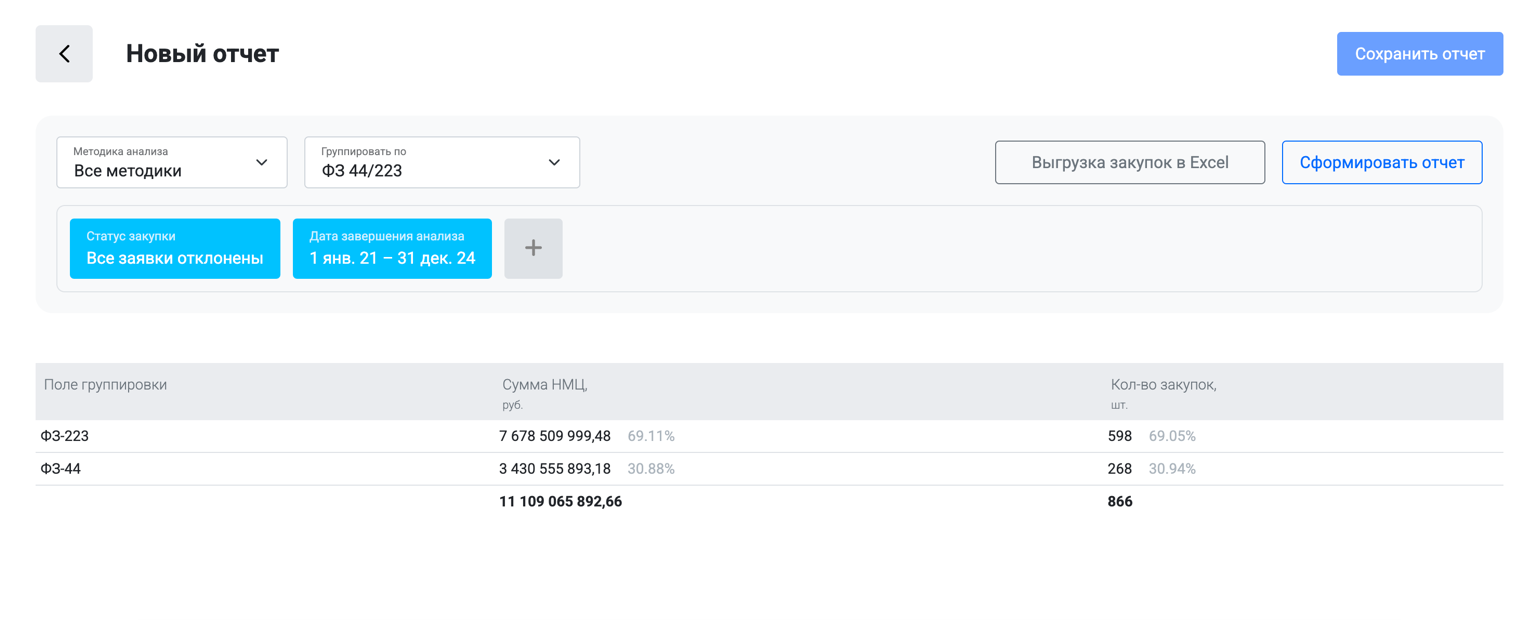 Новый отчет
Сохранить отчет
Методика анализа
Все методики
Группировать по
ФЗ 44/223
Выгрузка закупок в Excel
Сформировать отчет
Статус закупки
Все заявки отклонены
Дата завершения анализа
1 янв. 21 – 31 дек. 24
Поле группировки
Сумма НМЦ,
руб.
Кол-во закупок,
шт.
ФЗ-223 7 678 509 999,48 69.11% 598 69.05%
ФЗ-44 3 430 555 893,18 30.88% 268 30.94%
11 109 065 892,66 866